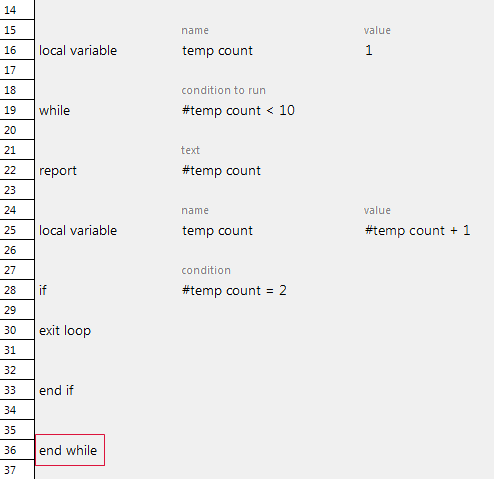 14
15 name value
16 local variable temp count 1
17
18 condition to run
19 while #temp count < 10
20
21 text
22 report #temp count
23
24 name value
25 local variable temp count #temp count + 1
26
27 condition
28 if #temp count = 2
29
30 exit loop
31
32
33 end if
34
35
36 end while
37